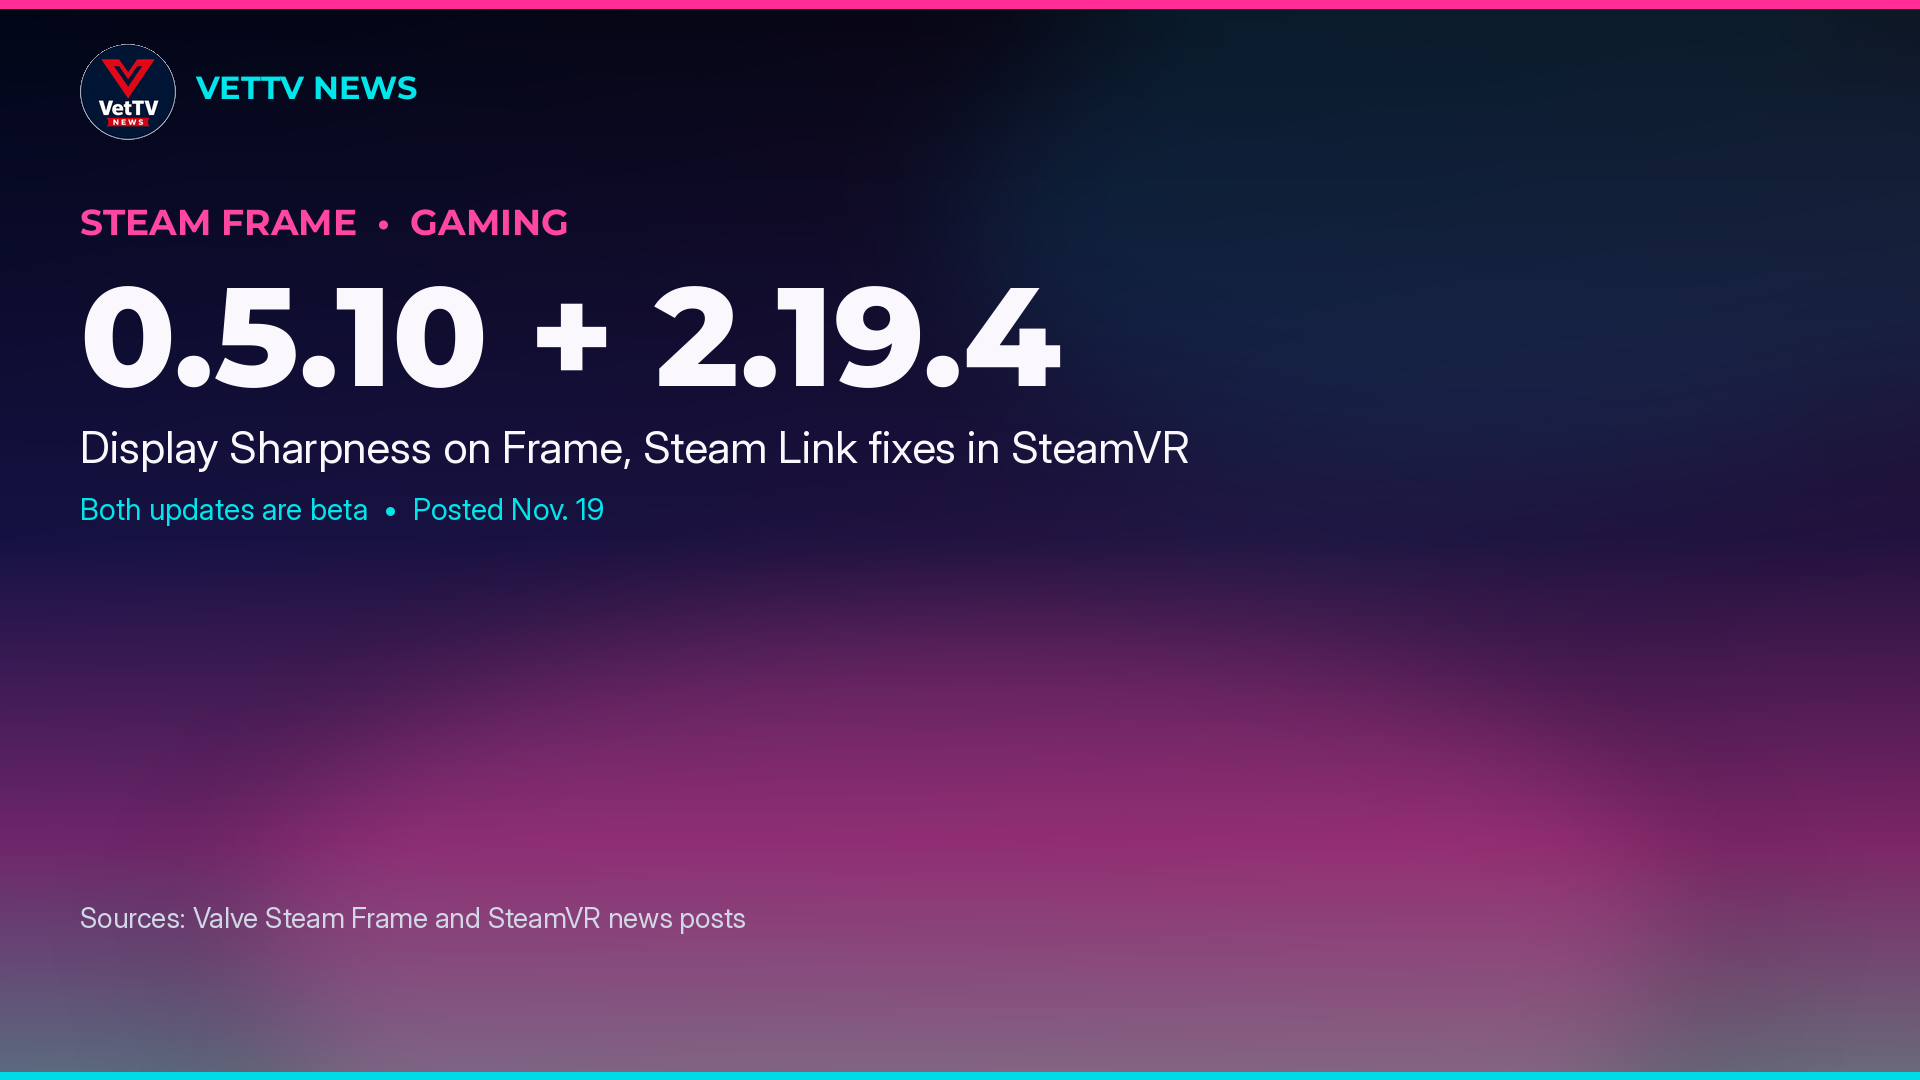 VetTV
NEWS
VETTV NEWS
STEAM FRAME • GAMING
0.5.10 + 2.19.4
Display Sharpness on Frame, Steam Link fixes in SteamVR
Both updates are beta • Posted Nov. 19
Sources: Valve Steam Frame and SteamVR news posts